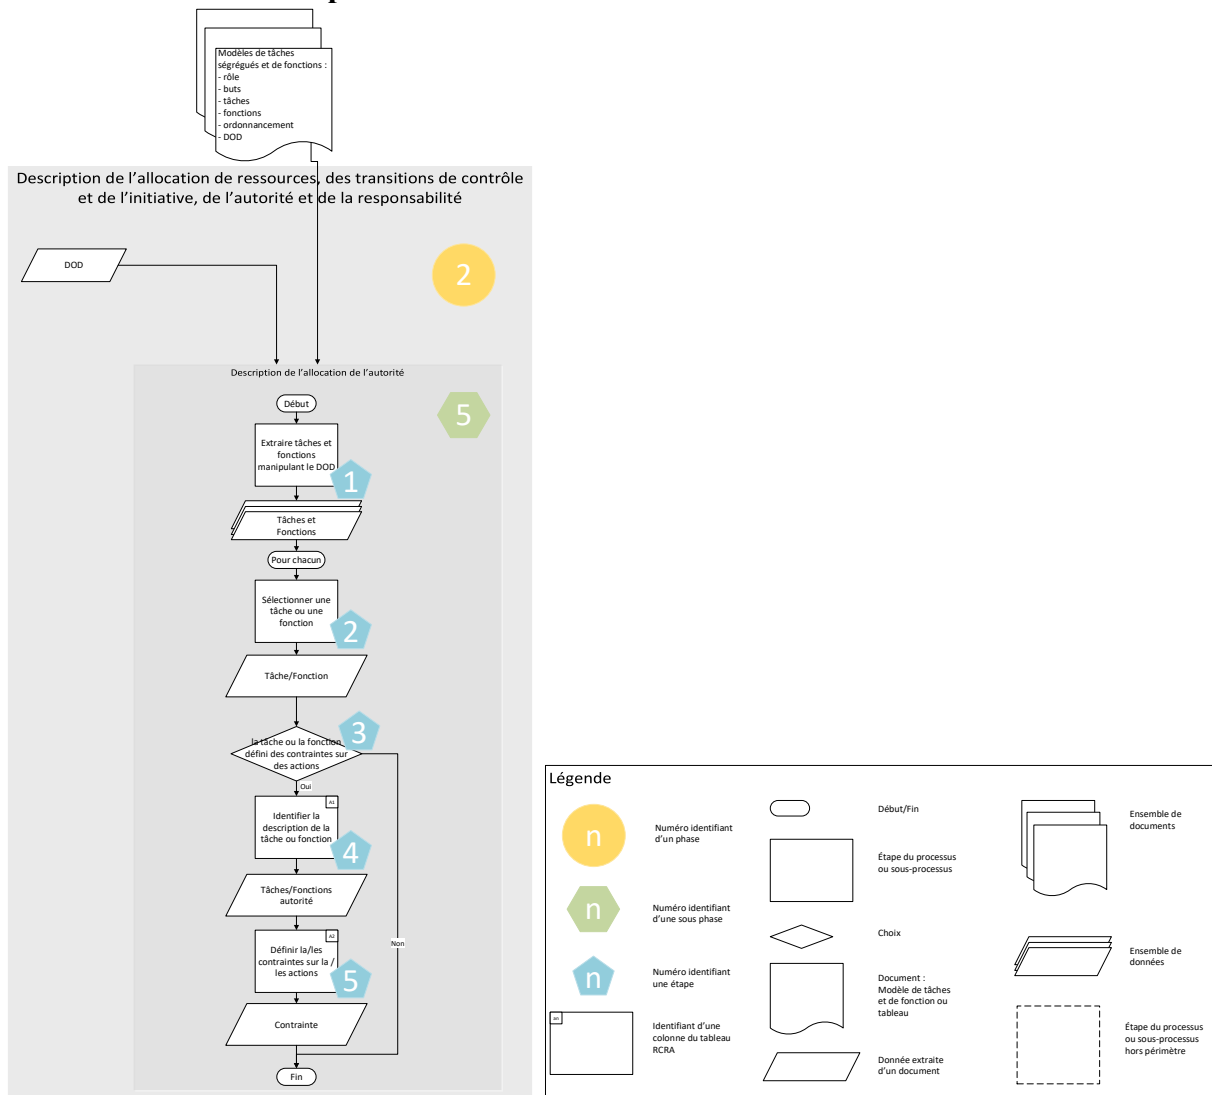 Modèles de tâches
ségrégués et de fonctions :
- rôle
- buts
- tâches
- fonctions
- ordonnancement
- DOD
Description de l'allocation de ressources, des transitions de contrôle
et de l'initiative, de l'autorité et de la responsabilité
DOD
2
Description de l'allocation de l'autorité
Début
5
Extraire tâches et
fonctions
manipulant le DOD
1
Tâches et
Fonctions
Pour chacun
Sélectionner une
tâche ou une
fonction
2
Tâche/Fonction
3
la tâche ou la fonction
défini des contraintes sur
des actions
Oui
A1
Identifier la
description de la
tâche ou fonction
4
Tâches/Fonctions
autorité
A2
Définir la/les
contraintes sur la /
les actions
Non
5
Contrainte
Fin
Légende
n
Numéro identifiant
d'un phase
n
Numéro identifiant
d'une sous phase
n
Numéro identifiant
une étape
an
Identifiant d'une
colonne du tableau
RCRA
Début/Fin
Étape du processus
ou sous-processus
Choix
Document :
Modèle de tâches
et de fonction ou
tableau
Donnée extraite
d'un document
Ensemble de
documents
Ensemble de
données
Étape du processus
ou sous-processus
hors périmètre